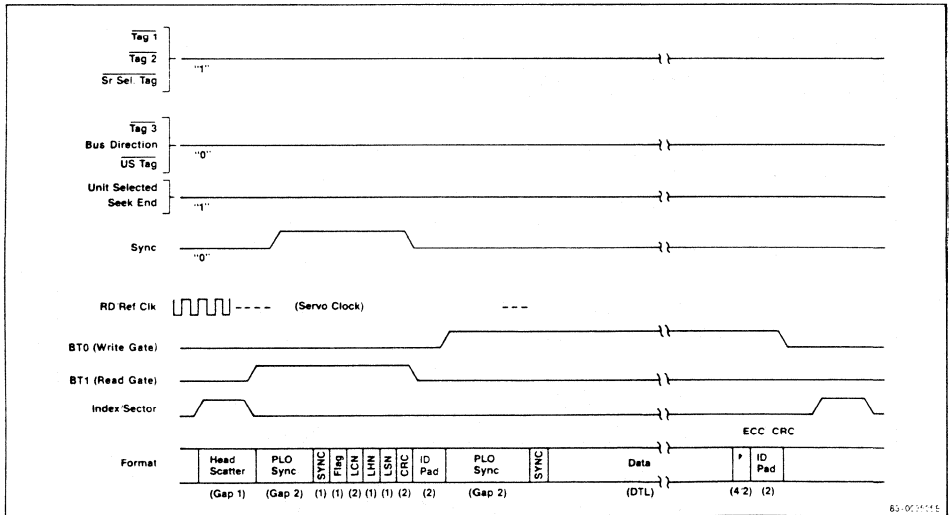 Tag 1
Tag 2
"1"
Sr Sel. Tag
Tag 3
Bus Direction
"0"
US Tag
Unit Selected
Seek End
"1"
Sync
"0"
RD/Ref Clk (Servo Clock)
BT0 (Write Gate)
BT1 (Read Gate)
Index/Sector
ECC CRC
Format
Head Scatter
PLO Sync
SYNC
Flag
LCN
LHN
LSN
CRC
ID Pad
PLO Sync
SYNC
Data
ID Pad
(Gap 1) (Gap 2) (1) (1) (2) (1) (1) (2) (2) (Gap 2) (DTL) (4/2) (2)